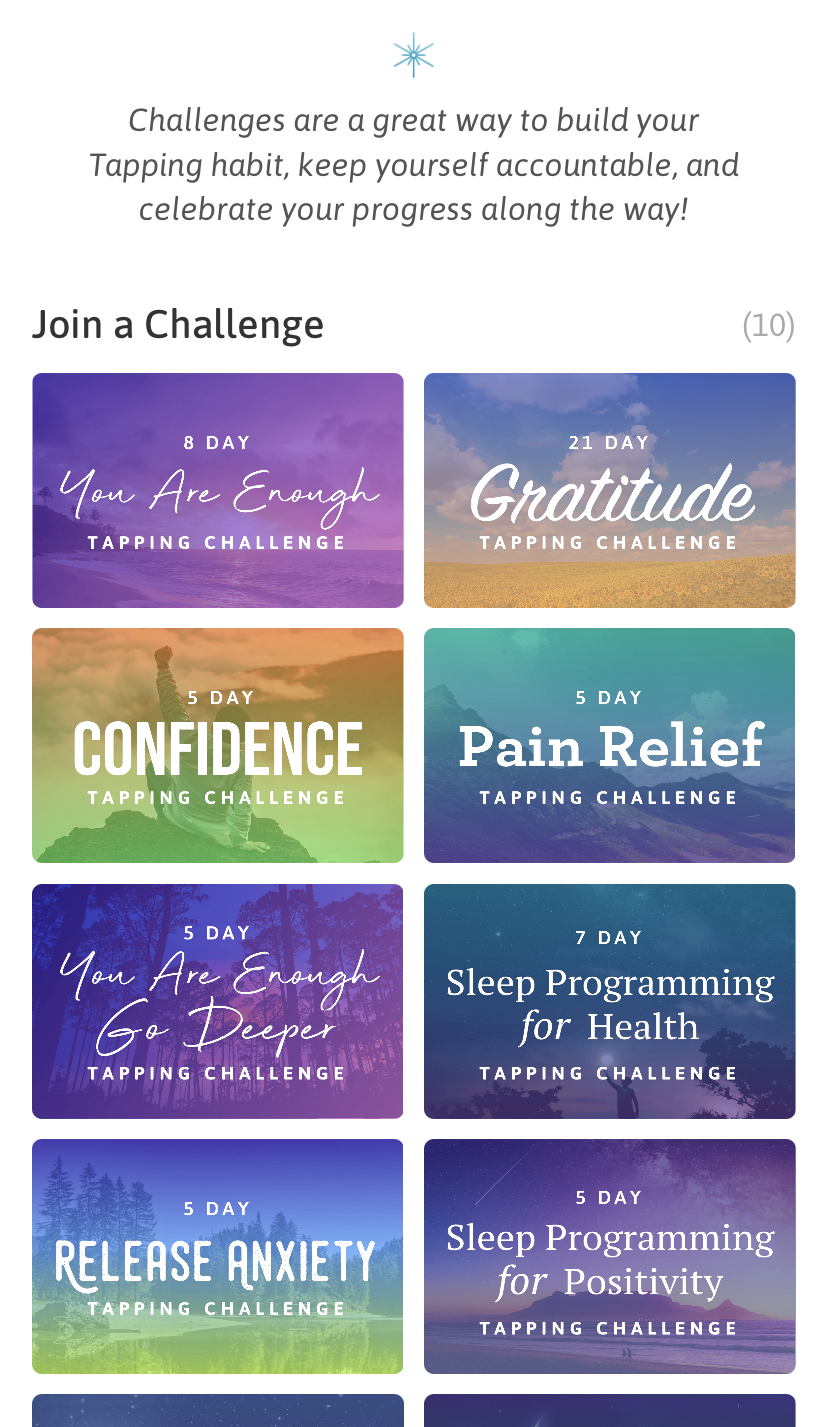 Challenges are a great way to build your
Tapping habit, keep yourself accountable, and
celebrate your progress along the way!
Join a Challenge (10)
8 DAY
You Are Enough
TAPPING CHALLENGE
21 DAY
Gratitude
TAPPING CHALLENGE
5 DAY
CONFIDENCE
TAPPING CHALLENGE
5 DAY
Pain Relief
TAPPING CHALLENGE
5 DAY
You Are Enough
Go Deeper
TAPPING CHALLENGE
7 DAY
Sleep Programming
for Health
TAPPING CHALLENGE
5 DAY
RELEASE ANXIETY
TAPPING CHALLENGE
5 DAY
Sleep Programming
for Positivity
TAPPING CHALLENGE